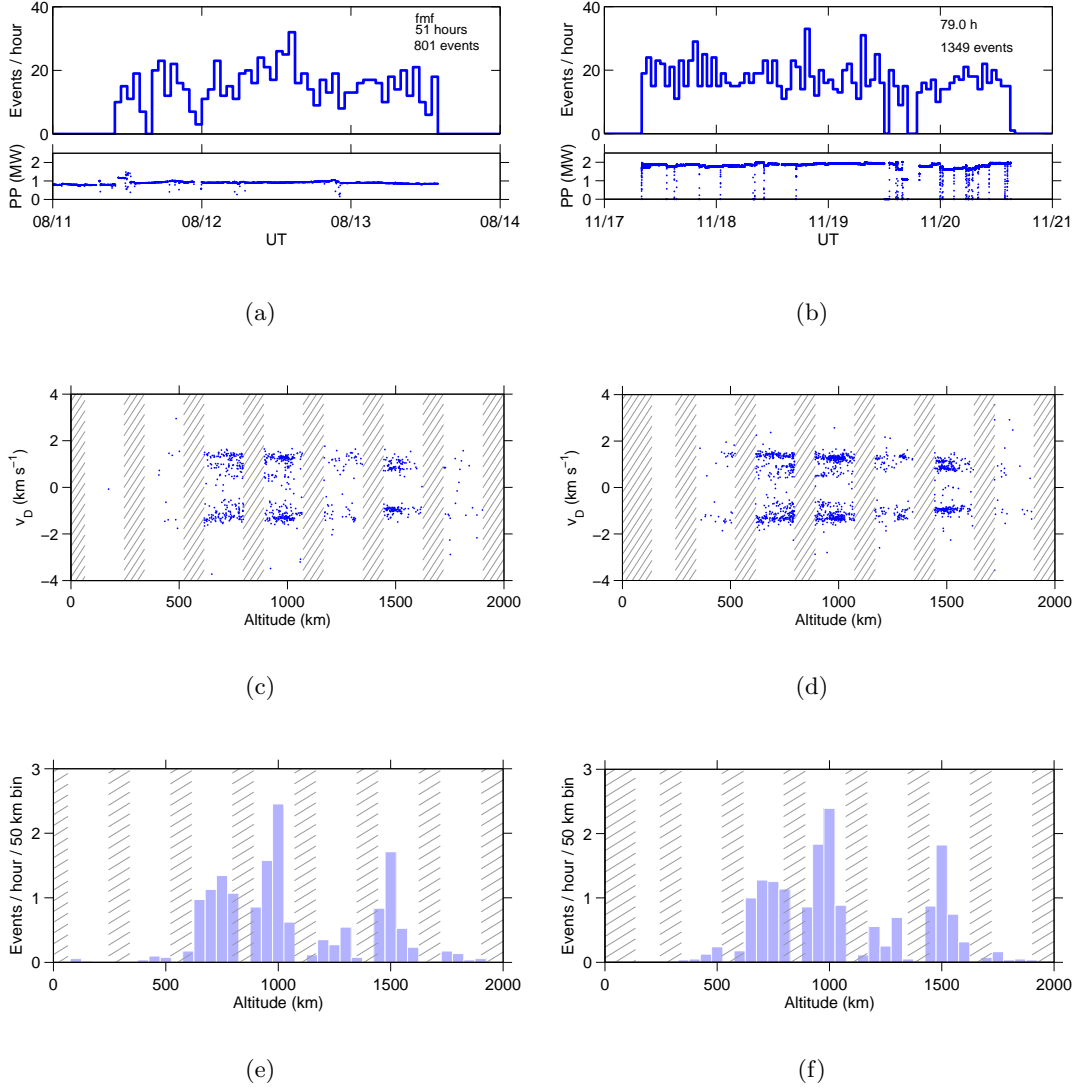 40
20
0
Events / hour
fmf
51 hours
801 events
2
1
0
PP (MW)
08/11 08/12 08/13 08/14
UT
(a)
40
20
0
Events / hour
79.0 h
1349 events
2
1
0
PP (MW)
11/17 11/18 11/19 11/20 11/21
UT
(b)
4
2
0
−2
−4
v_D (km s⁻¹)
0 500 1000 1500 2000
Altitude (km)
(c)
4
2
0
−2
−4
v_D (km s⁻¹)
0 500 1000 1500 2000
Altitude (km)
(d)
3
2
1
0
Events / hour / 50 km bin
0 500 1000 1500 2000
Altitude (km)
(e)
3
2
1
0
Events / hour / 50 km bin
0 500 1000 1500 2000
Altitude (km)
(f)